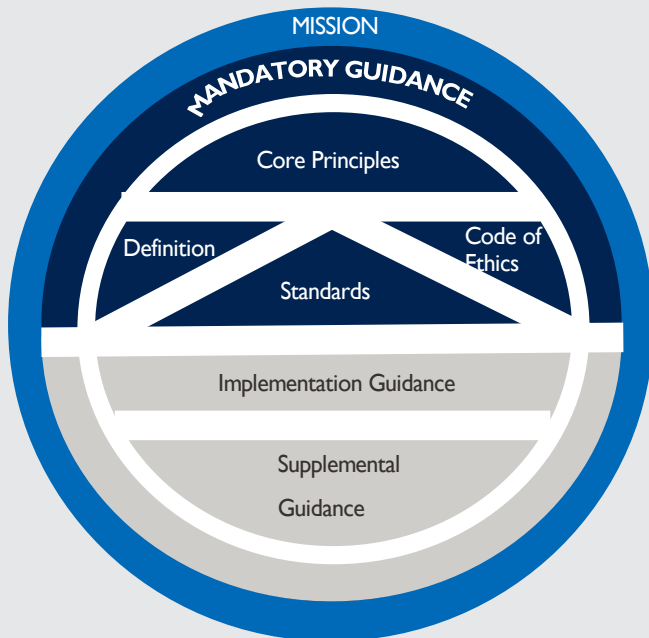 MISSION
MANDATORY GUIDANCE
Core Principles
Definition
Code of
Ethics
Standards
Implementation Guidance
Supplemental
Guidance